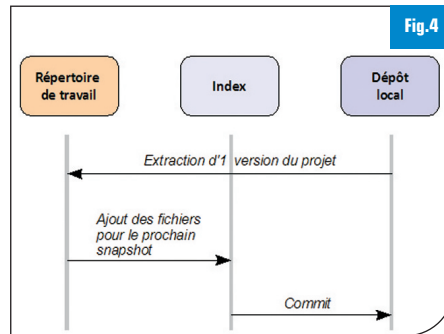 Fig.4
Répertoire
de travail
Index
Dépôt
local
Extraction d'1 version du projet
Ajout des fichiers
pour le prochain
snapshot
Commit